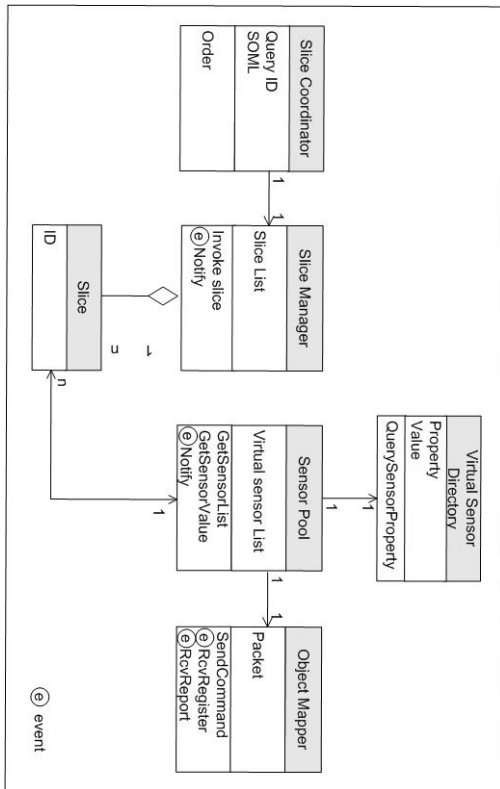 Slice Coordinator
Query ID
SOML
Order
1
1
Slice Manager
Slice List
Invoke slice
e Notify
1
n
Slice
ID
n
1
Virtual Sensor
Directory
Property
Value
QuerySensorProperty
1
1
Sensor Pool
Virtual sensor List
GetSensorList
GetSensorValue
e Notify
1
1
Object Mapper
Packet
SendCommand
e RcvRegister
e RcvReport
e event